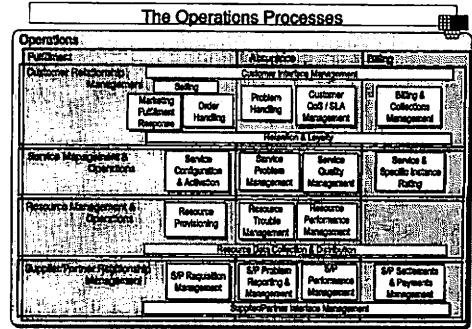 The Operations Processes
Operations
Fulfillment
Assurance
Billing
Customer Relationship
Management
Customer Interface Management
Selling
Marketing
Fulfillment
Response
Order
Handling
Problem
Handling
Customer
QoS / SLA
Management
Billing &
Collections
Management
Retention & Loyalty
Service Management &
Operations
Service
Configuration
& Activation
Service
Problem
Management
Service
Quality
Management
Service &
Specific Instance
Rating
Resource Management &
Operations
Resource
Provisioning
Resource
Trouble
Management
Resource
Performance
Management
Resource Data Collection & Distribution
Supplier/Partner Relationship
Management
S/P Requisition
Management
S/P Problem
Reporting &
Management
S/P
Performance
Management
S/P Settlements
& Payments
Management
Supplier/Partner Interface Management